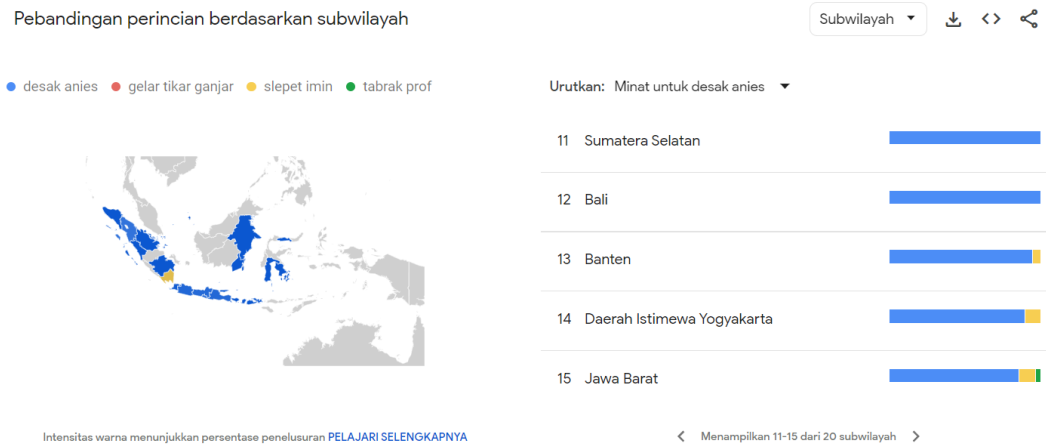 Pebandingan perincian berdasarkan subwilayah
Subwilayah
desak anies gelar tikar ganjar slepet imin tabrak prof
Urutkan: Minat untuk desak anies
11 Sumatera Selatan
12 Bali
13 Banten
14 Daerah Istimewa Yogyakarta
15 Jawa Barat
Intensitas warna menunjukkan persentase penelusuran PELAJARI SELENGKAPNYA
Menampilkan 11-15 dari 20 subwilayah